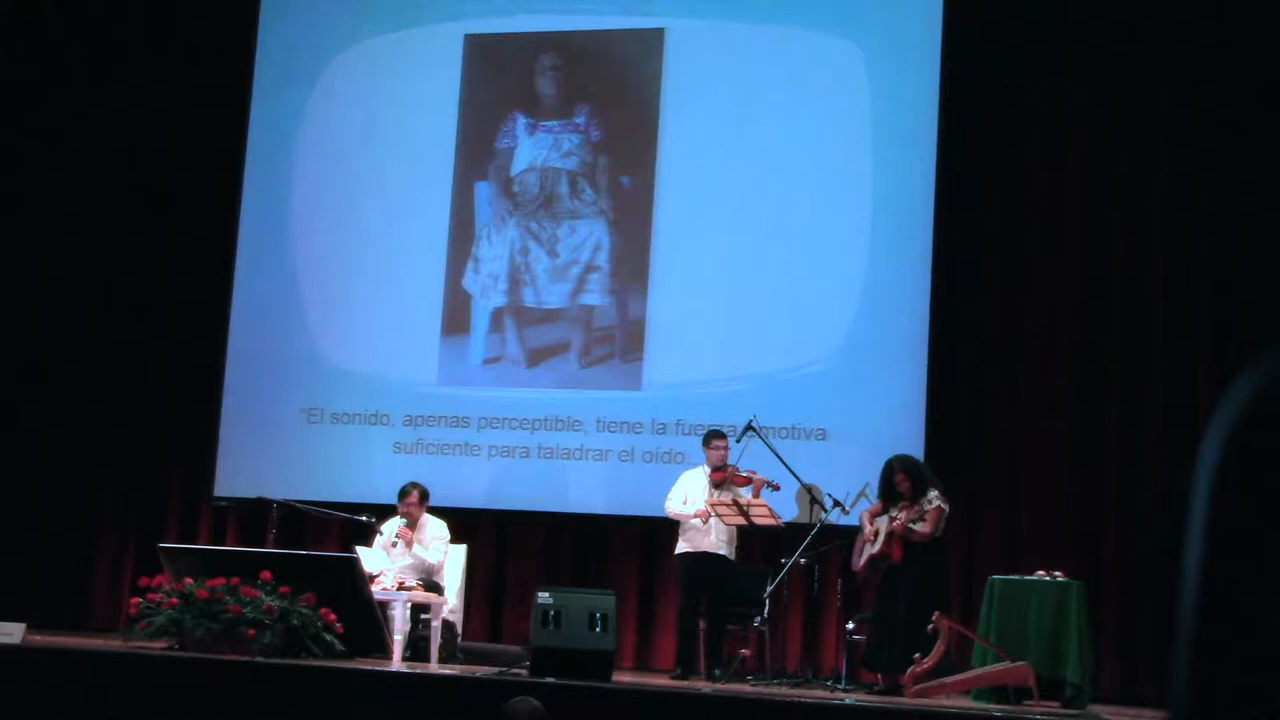 "El sonido, apenas perceptible, tiene la fuerza emotiva
suficiente para taladrar el oído.